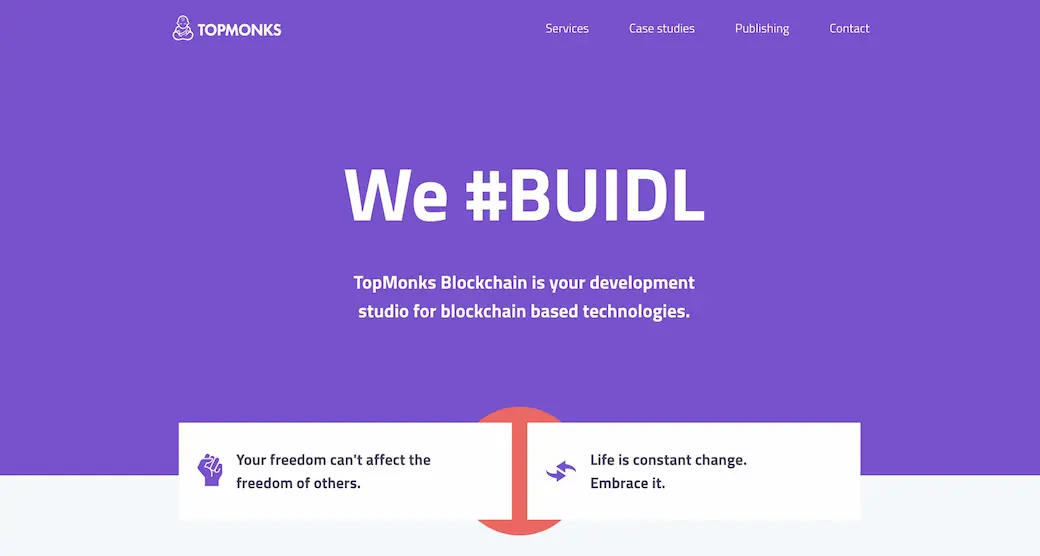 TOPMONKS
Services
Case studies
Publishing
Contact
We #BUIDL
TopMonks Blockchain is your development
studio for blockchain based technologies.
Your freedom can't affect the
freedom of others.
Life is constant change.
Embrace it.